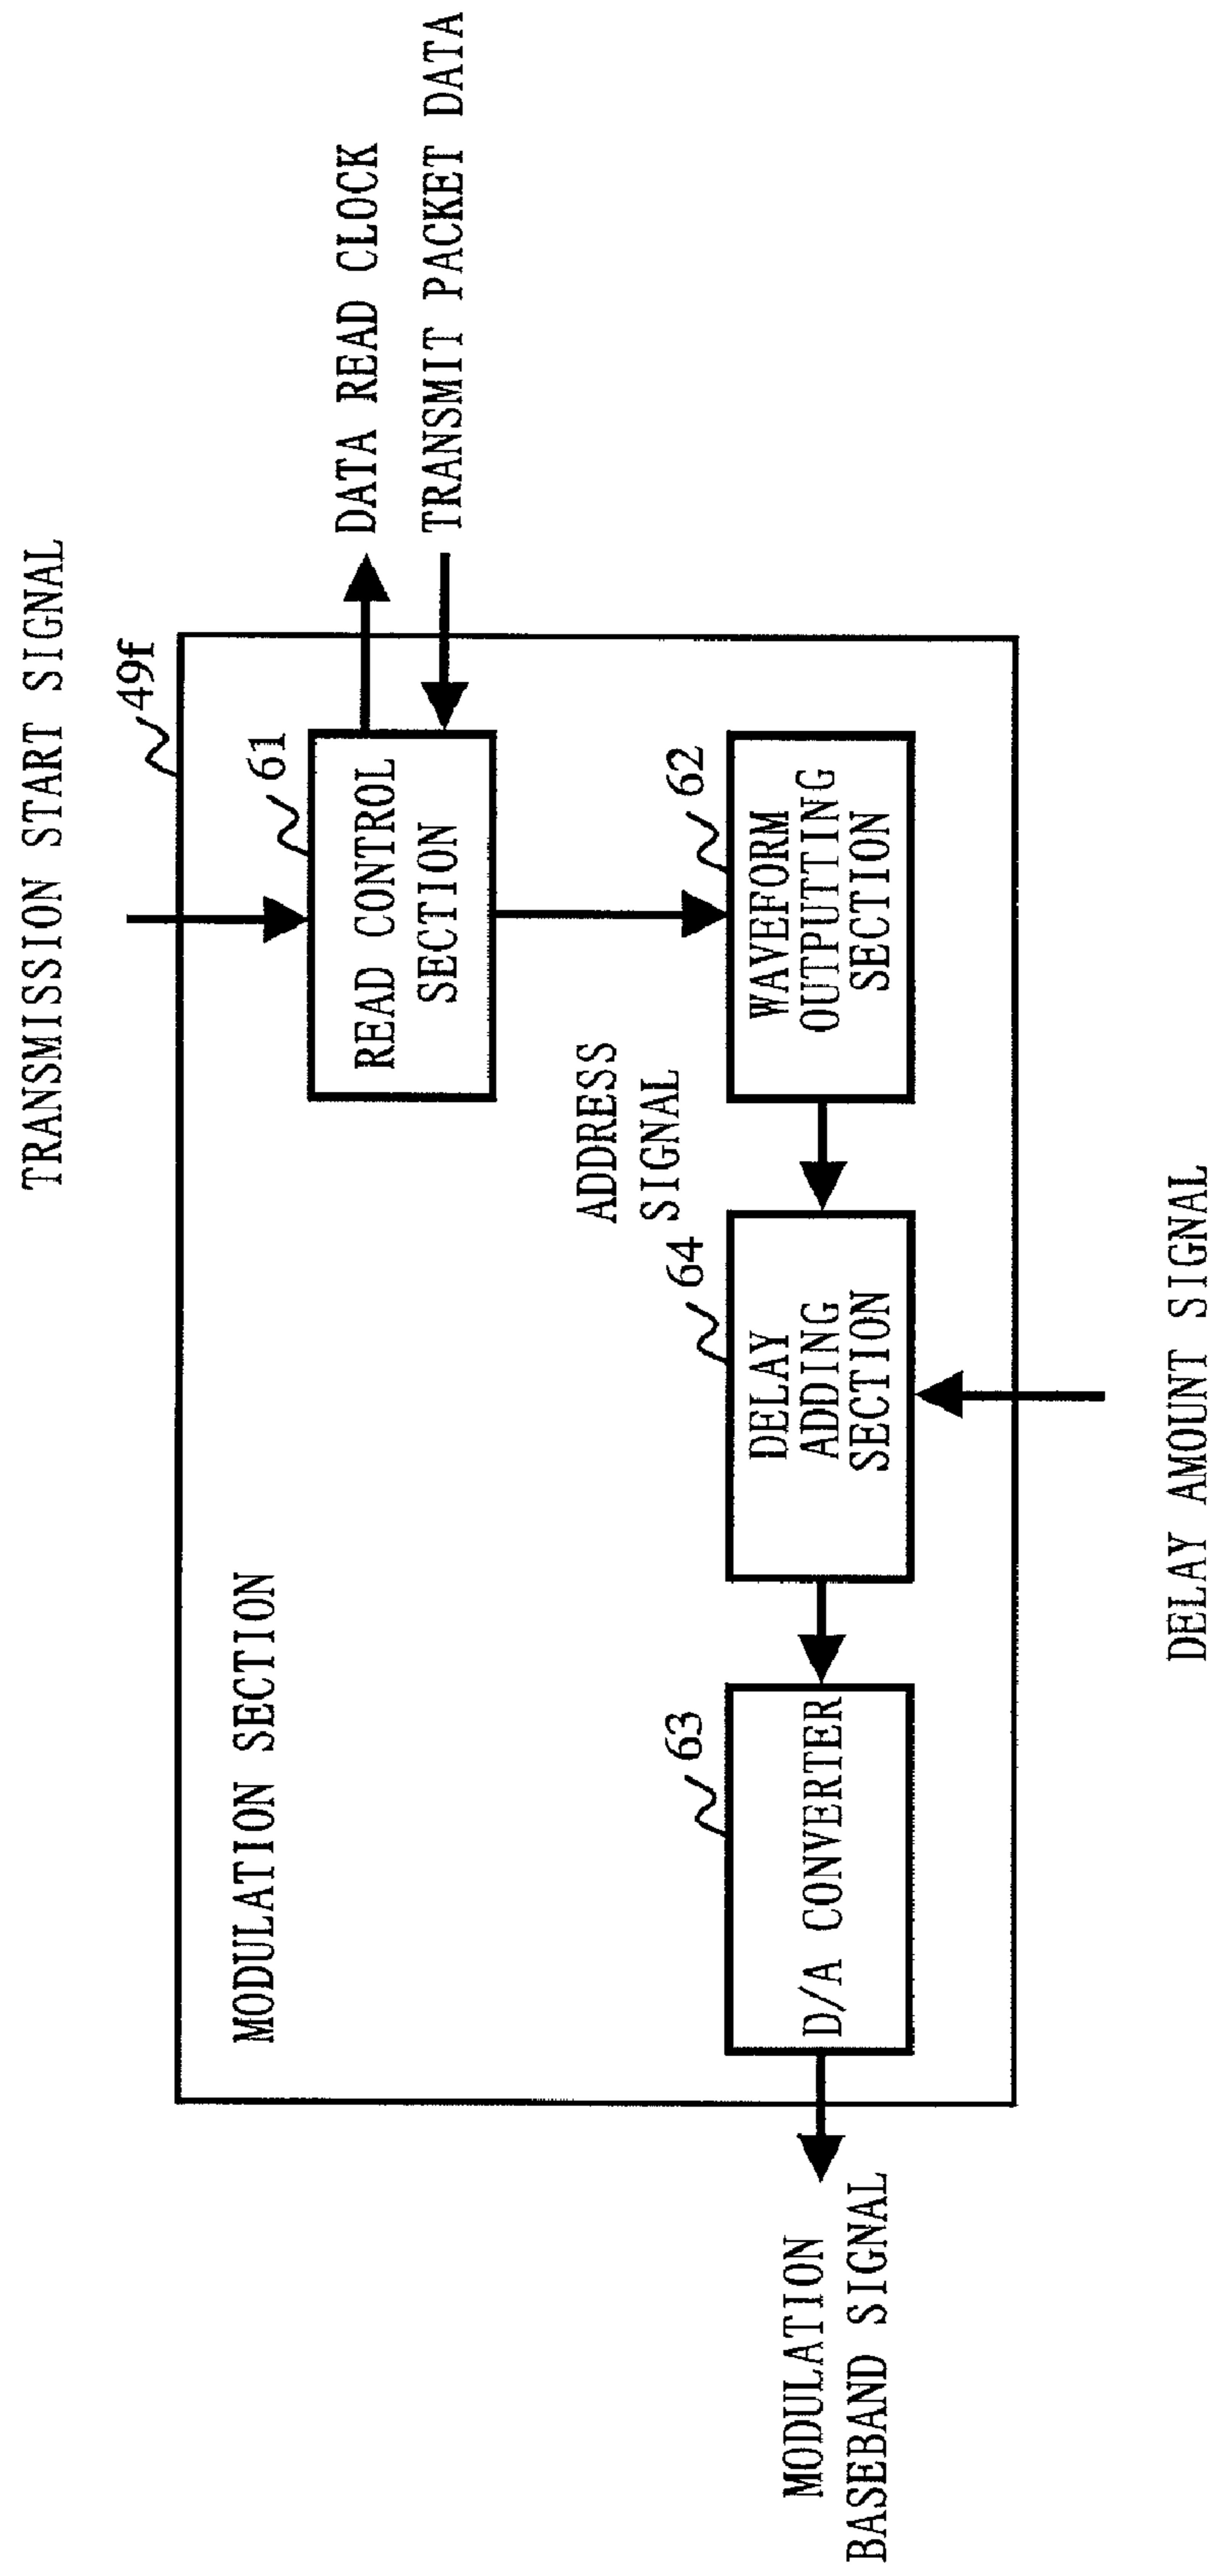 TRANSMISSION START SIGNAL
49f
MODULATION SECTION
61
READ CONTROL
SECTION
DATA READ CLOCK
TRANSMIT PACKET DATA
ADDRESS
SIGNAL
63
D/A CONVERTER
64
DELAY
ADDING
SECTION
62
WAVEFORM
OUTPUTTING
SECTION
MODULATION
BASEBAND SIGNAL
DELAY AMOUNT SIGNAL